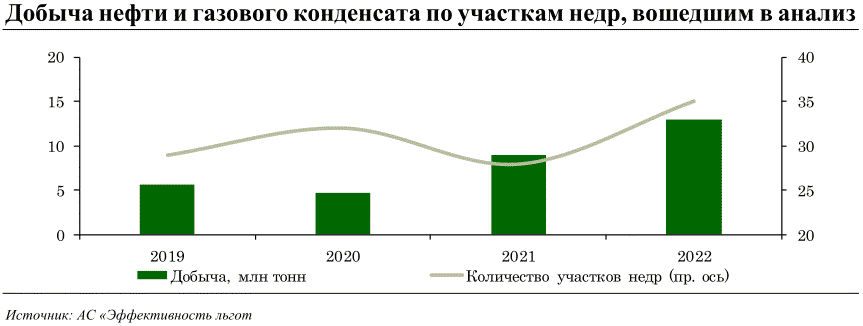 Добыча нефти и газового конденсата по участкам недр, вошедшим в анализ
20 40
15 35
10 30
5 25
0 20
2019 2020 2021 2022
Добыча, млн тонн Количество участков недр (пр. ось)
Источник: АС «Эффективность льгот